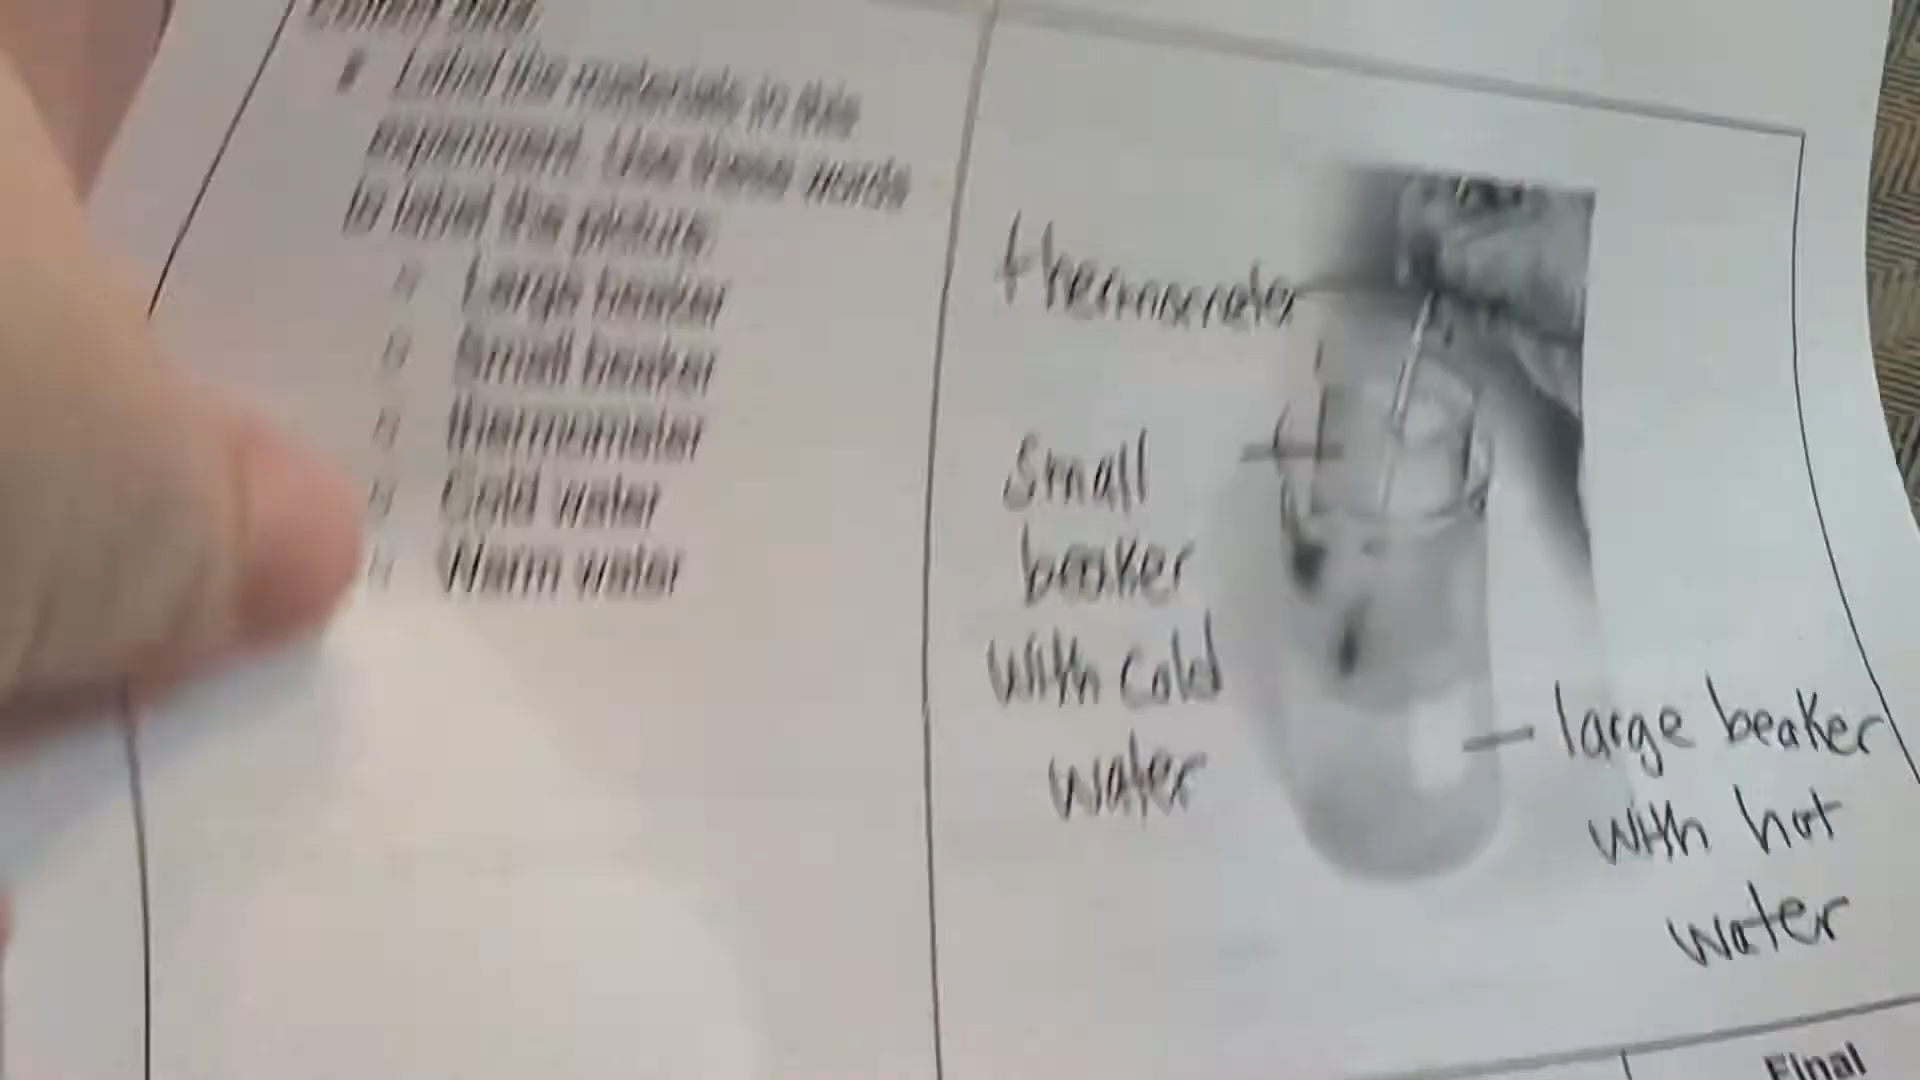 Label the materials in this
experiment. Use these words
to label the picture.
Large beaker
Small beaker
thermometer
Cold water
Warm water
thermometer
Small
beaker
with cold
water
large beaker
with hot
water
Final